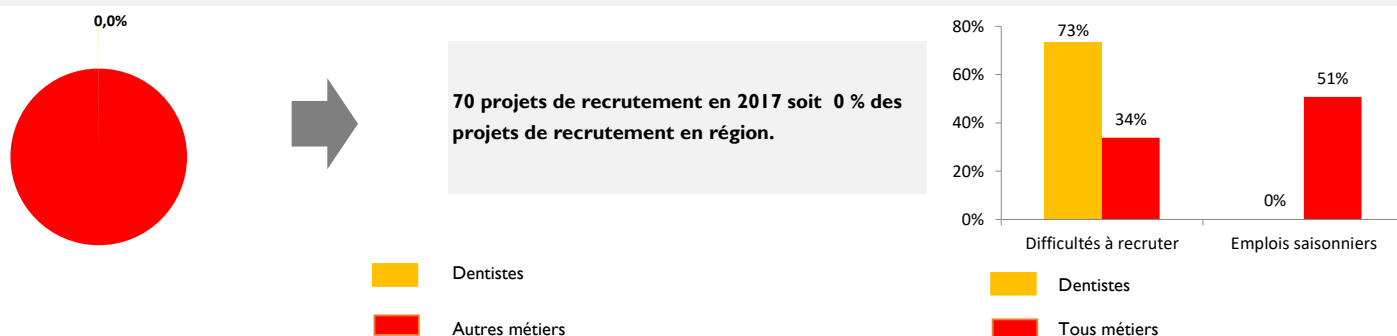 0,0%
70 projets de recrutement en 2017 soit 0 % des
projets de recrutement en région.
Dentistes
Autres métiers
80%
60%
40%
20%
0%
73%
34%
0%
51%
Difficultés à recruter
Emplois saisonniers
Dentistes
Tous métiers